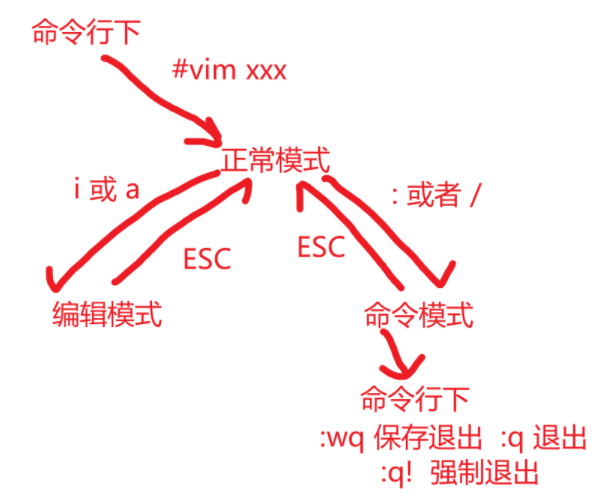 命令行下
#vim xxx
正常模式
i 或 a
: 或者 /
ESC
ESC
编辑模式
命令模式
命令行下
:wq 保存退出 :q 退出
:q! 强制退出